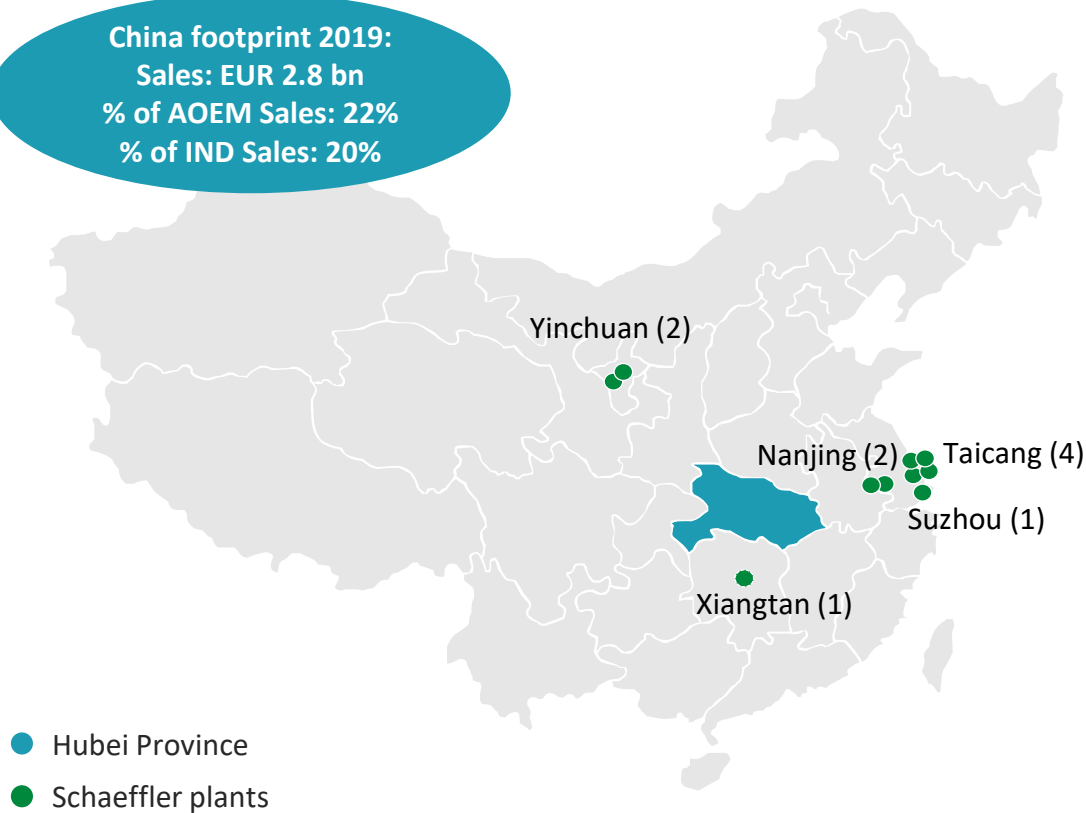 China footprint 2019:
Sales: EUR 2.8 bn
% of AOEM Sales: 22%
% of IND Sales: 20%
Yinchuan (2)
Nanjing (2)
Taicang (4)
Suzhou (1)
Xiangtan (1)
Hubei Province
Schaeffler plants